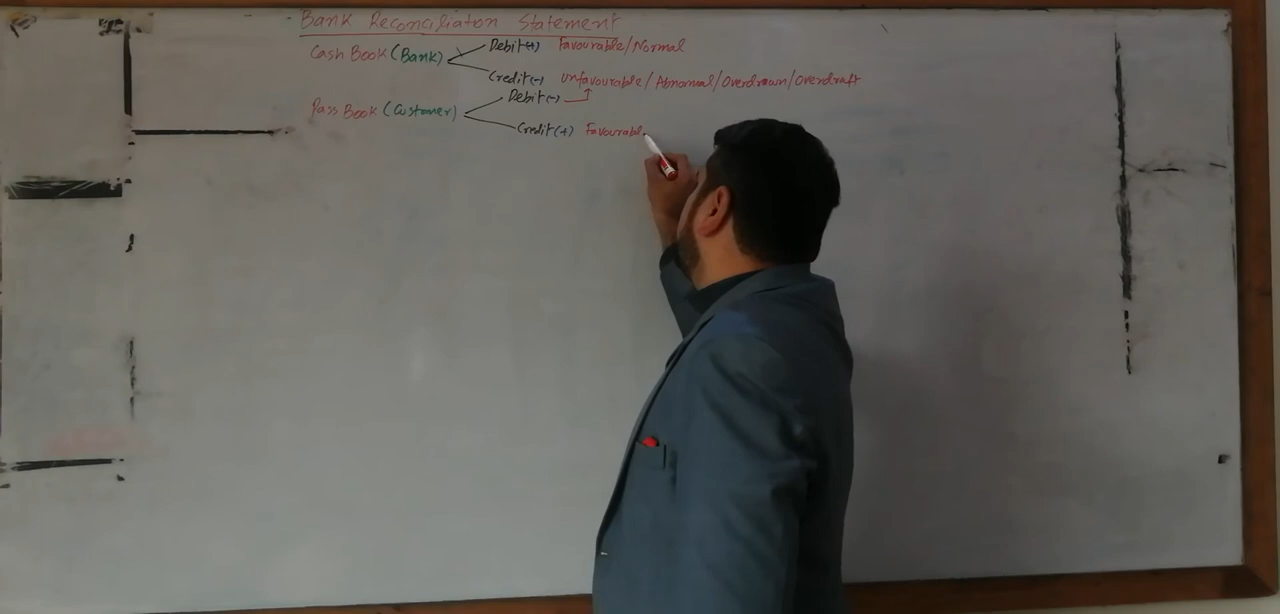 Bank Reconciliation Statement
Cash Book (Bank) Debit (+) Favourable/Normal
Credit (-) Unfavourable/Abnormal/Overdrawn/Overdraft
Pass Book (Customer) Debit (-)
Credit (+) Favourabl